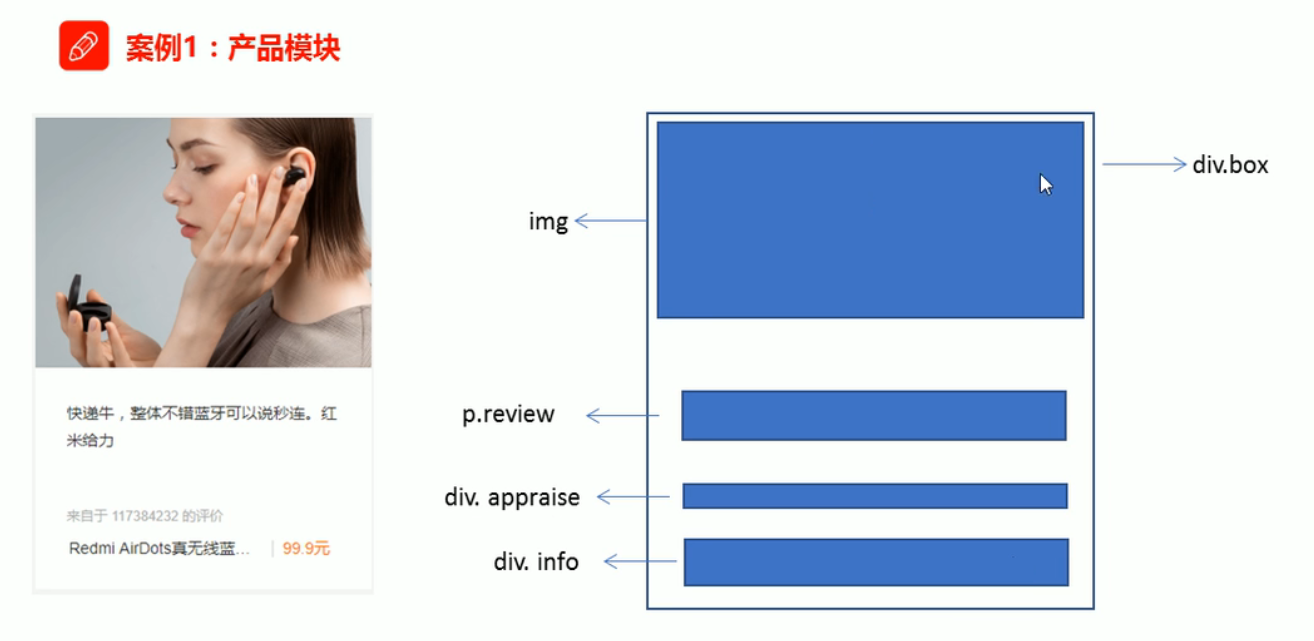 案例1：产品模块
div.box
img
快递牛，整体不错蓝牙可以说秒连。红
米给力
p.review
div. appraise
来自于 117384232 的评价
Redmi AirDots真无线蓝... | 99.9元
div. info